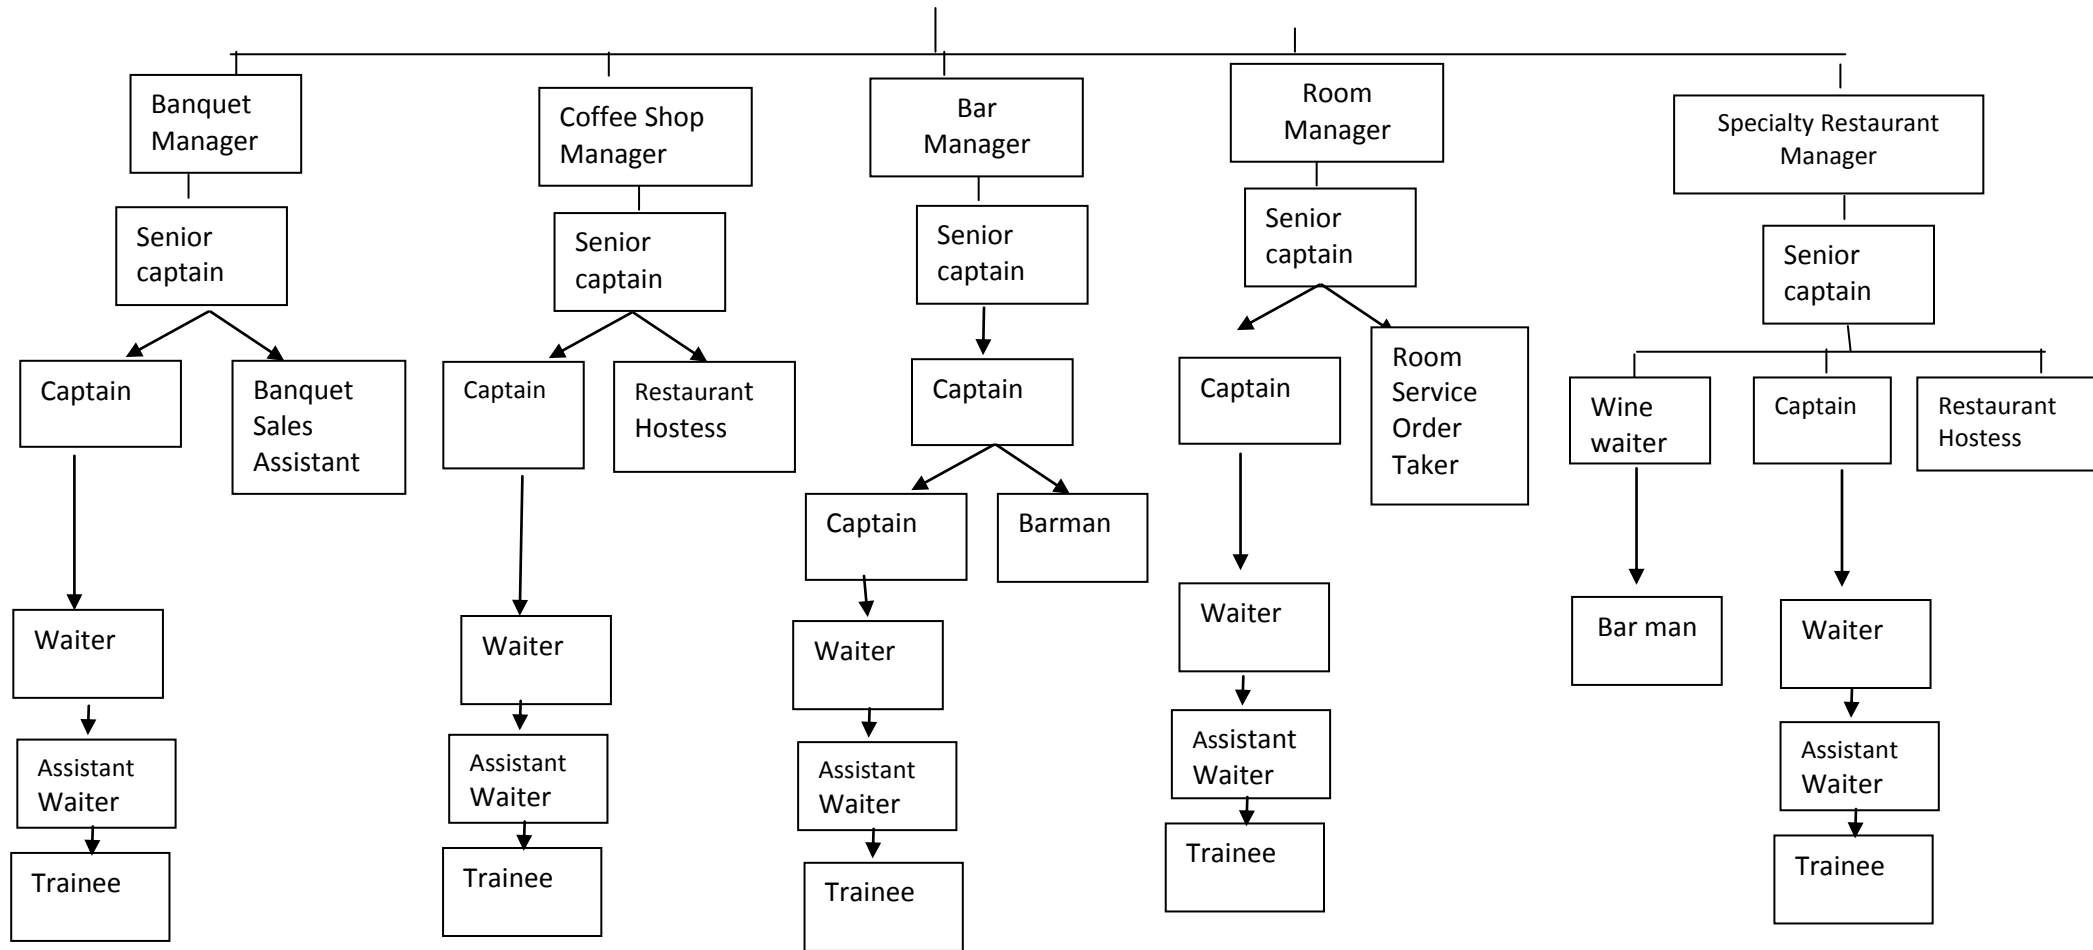 Banquet
Manager
Coffee Shop
Manager
Bar
Manager
Room
Manager
Specialty Restaurant
Manager
Senior
captain
Senior
captain
Senior
captain
Senior
captain
Senior
captain
Captain
Banquet
Sales
Assistant
Captain
Restaurant
Hostess
Captain
Captain
Room
Service
Order
Taker
Wine
waiter
Captain
Restaurant
Hostess
Captain
Barman
Waiter
Waiter
Waiter
Waiter
Bar man
Waiter
Assistant
Waiter
Assistant
Waiter
Assistant
Waiter
Assistant
Waiter
Assistant
Waiter
Trainee
Trainee
Trainee
Trainee
Trainee